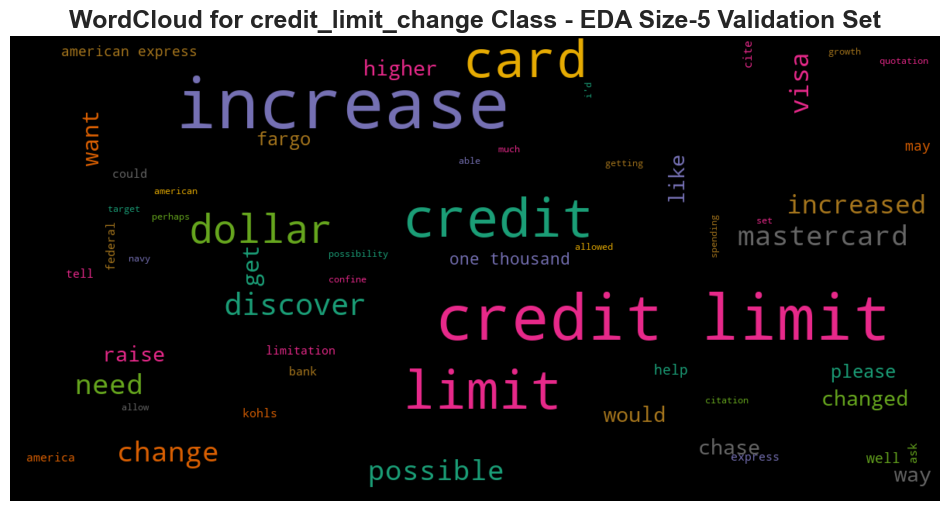 WordCloud for credit_limit_change Class - EDA Size-5 Validation Set
american express
higher
card
cite
growth
quotation
visa
increase
i'd
want
fargo
much
able
getting
may
could
like
american
target
perhaps
dollar
credit
increased
set
spending
mastercard
federal
navy
tell
get
possibility
one thousand
allowed
confine
discover
credit limit
raise
limitation
bank
help
please
need
limit
changed
allow
kohls
would
citation
america
change
possible
chase
express
well
ask
way